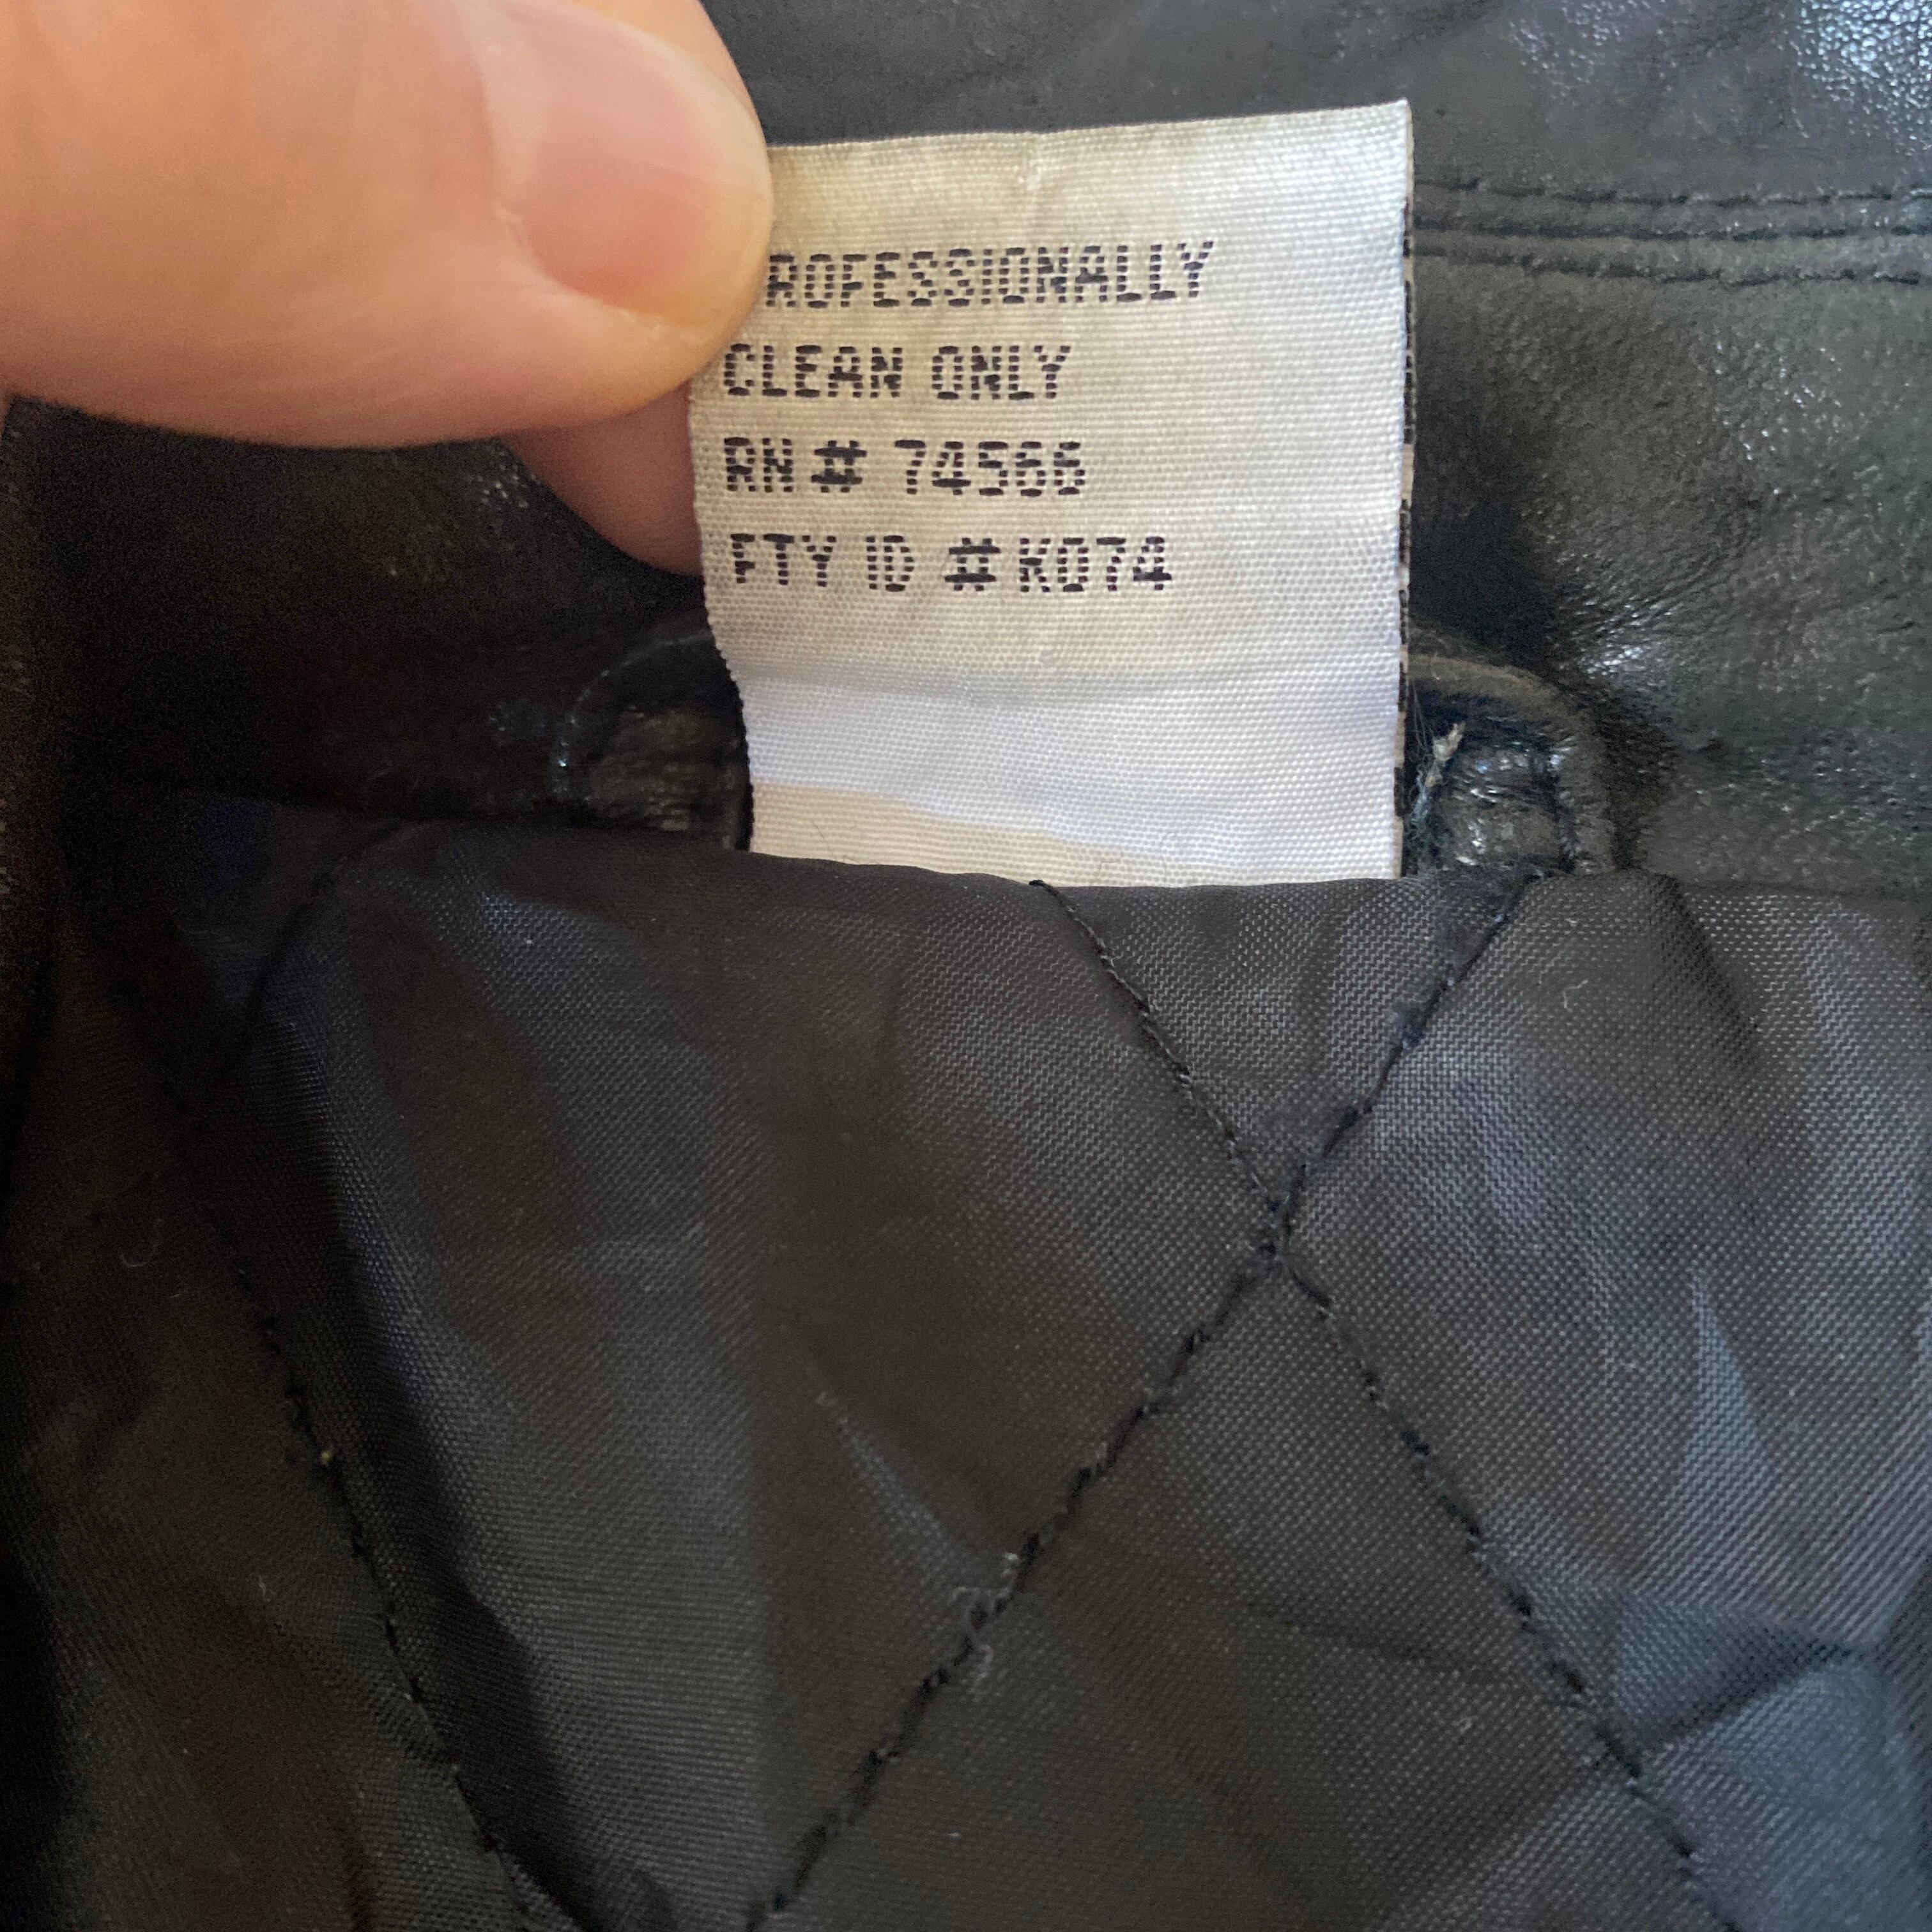 ROFESSIONALLY
CLEAN ONLY
RN # 74566
FTY ID # K074